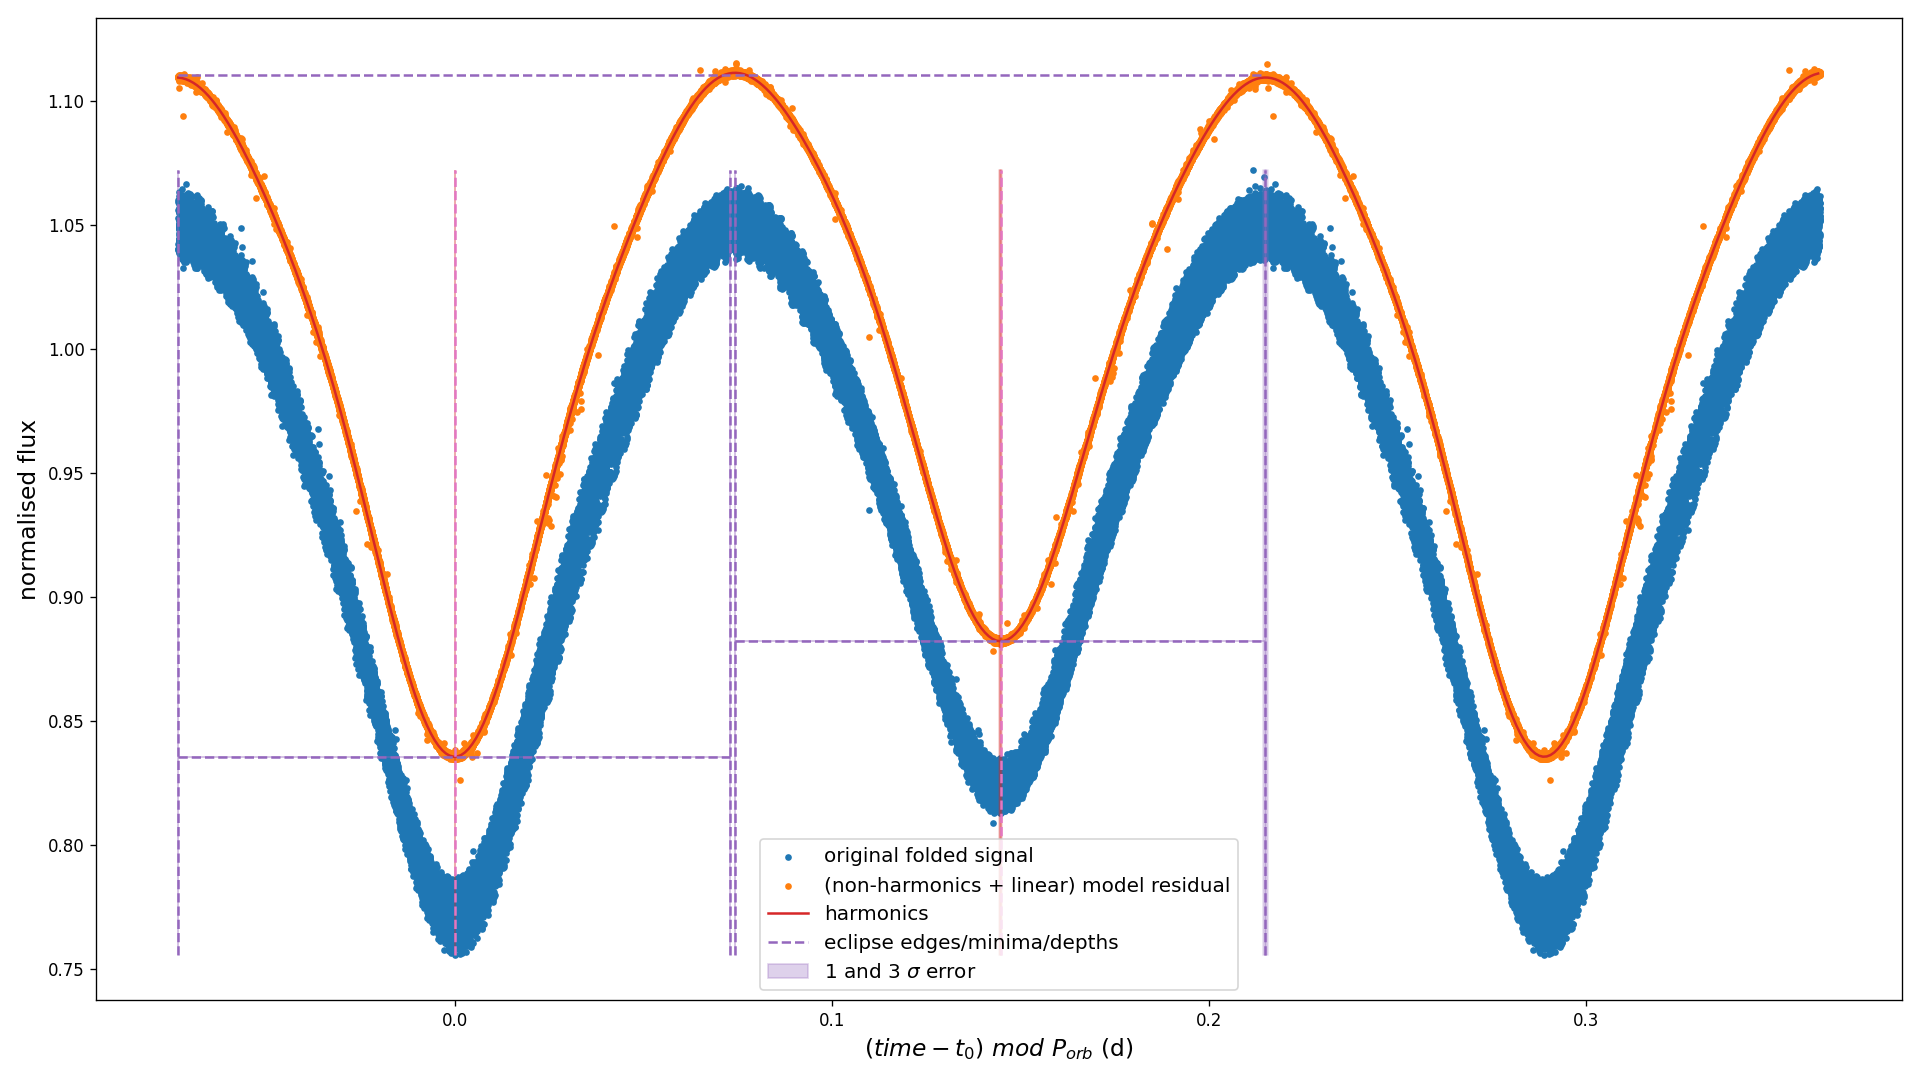 normalised flux
1.10
1.05
1.00
0.95
0.90
0.85
0.80
0.75
original folded signal
(non-harmonics + linear) model residual
harmonics
eclipse edges/minima/depths
1 and 3 σ error
0.0
0.1
0.2
0.3
(time − t₀) mod Pₒᵣ♭ (d)